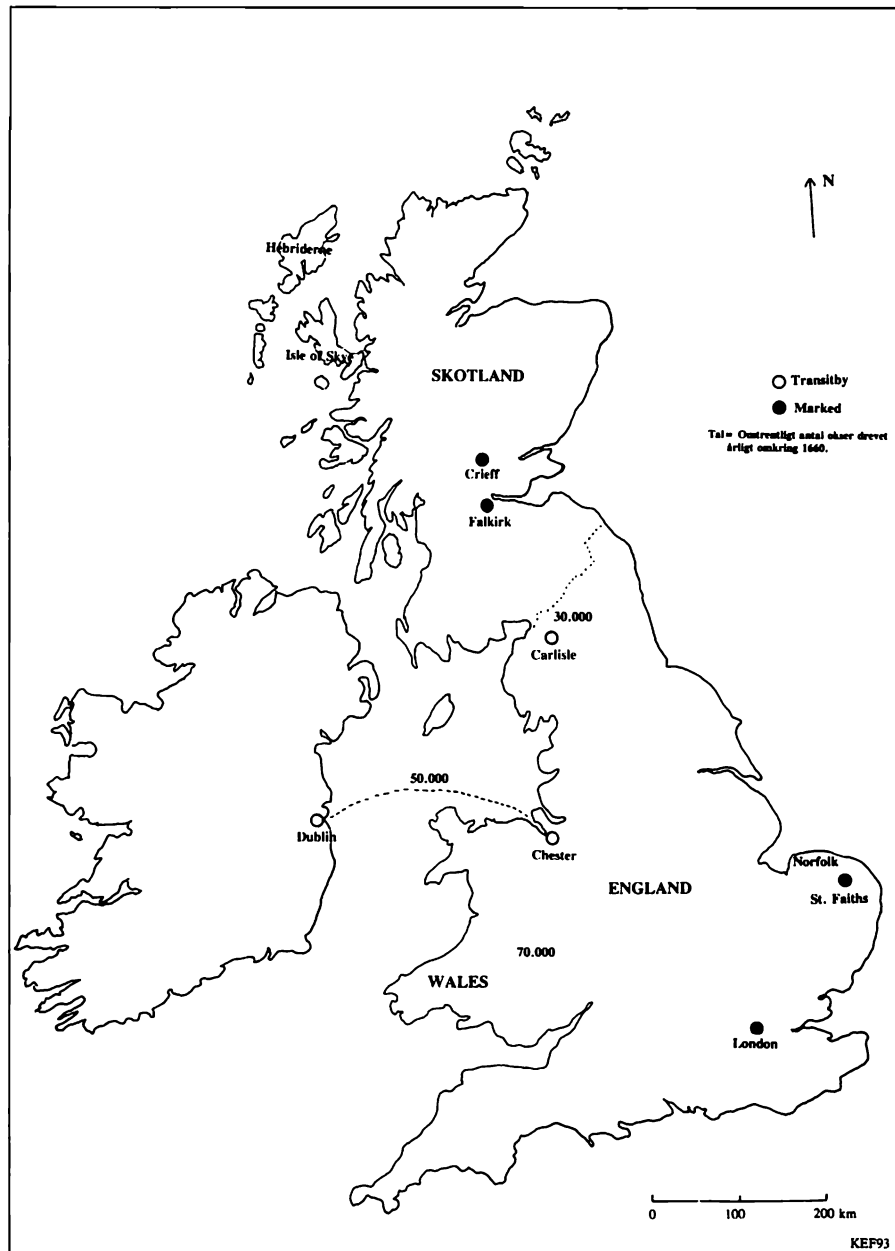 N
Hebriderne
Isle of Skye
SKOTLAND
Transitby
Marked
Tal= Omtrentligt antal okser drevet
årligt omkring 1660.
Crieff
Falkirk
30.000
Carlisle
50.000
Dublin
Chester
Norfolk
ENGLAND
St. Faiths
70.000
WALES
London
0 100 200 km
KEF93